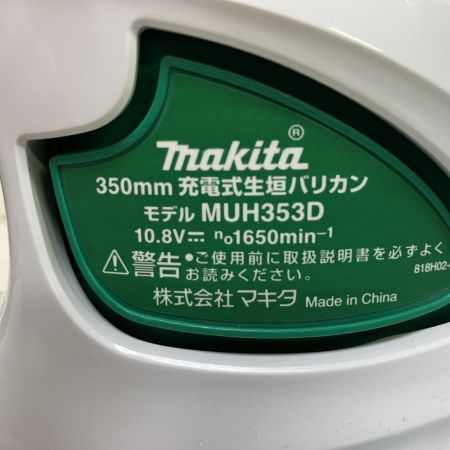 makita®
350mm 充電式生垣バリカン
モデル MUH353D
10.8V⎓ n₀1650min⁻¹
⚠警告 ●ご使用前に取扱説明書を必ずよく
お読みください。
818H02-
株式会社マキタ Made in China